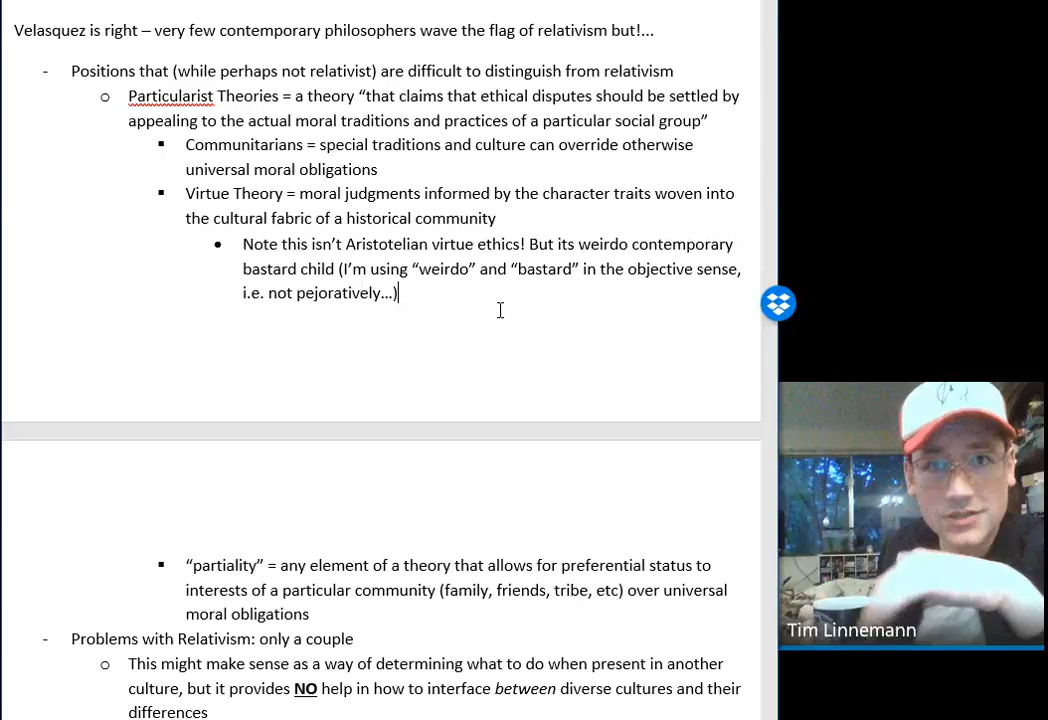 Velasquez is right – very few contemporary philosophers wave the flag of relativism but!...
- Positions that (while perhaps not relativist) are difficult to distinguish from relativism
o Particularist Theories = a theory “that claims that ethical disputes should be settled by
appealing to the actual moral traditions and practices of a particular social group”
▪ Communitarians = special traditions and culture can override otherwise
universal moral obligations
▪ Virtue Theory = moral judgments informed by the character traits woven into
the cultural fabric of a historical community
• Note this isn’t Aristotelian virtue ethics! But its weirdo contemporary
bastard child (I’m using “weirdo” and “bastard” in the objective sense,
i.e. not pejoratively...)
▪ “partiality” = any element of a theory that allows for preferential status to
interests of a particular community (family, friends, tribe, etc) over universal
moral obligations
- Problems with Relativism: only a couple
o This might make sense as a way of determining what to do when present in another
culture, but it provides NO help in how to interface between diverse cultures and their
differences
Tim Linnemann